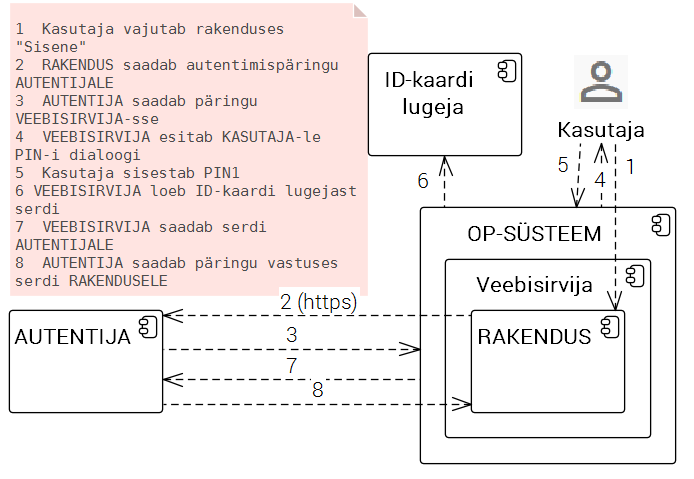 1  Kasutaja vajutab rakenduses
"Sisene"
2  RAKENDUS saadab autentimispäringu
AUTENTIJALE
3  AUTENTIJA saadab päringu
VEEBISIRVIJA-sse
4  VEEBISIRVIJA esitab KASUTAJA-le
PIN-i dialoogi
5  Kasutaja sisestab PIN1
6 VEEBISIRVIJA loeb ID-kaardi lugejast
serdi
7  VEEBISIRVIJA saadab serdi
AUTENTIJALE
8  AUTENTIJA saadab päringu vastuses
serdi RAKENDUSELE
ID-kaardi
lugeja
Kasutaja
5
4
1
6
OP-SÜSTEEM
Veebisirvija
RAKENDUS
AUTENTIJA
2 (https)
3
7
8